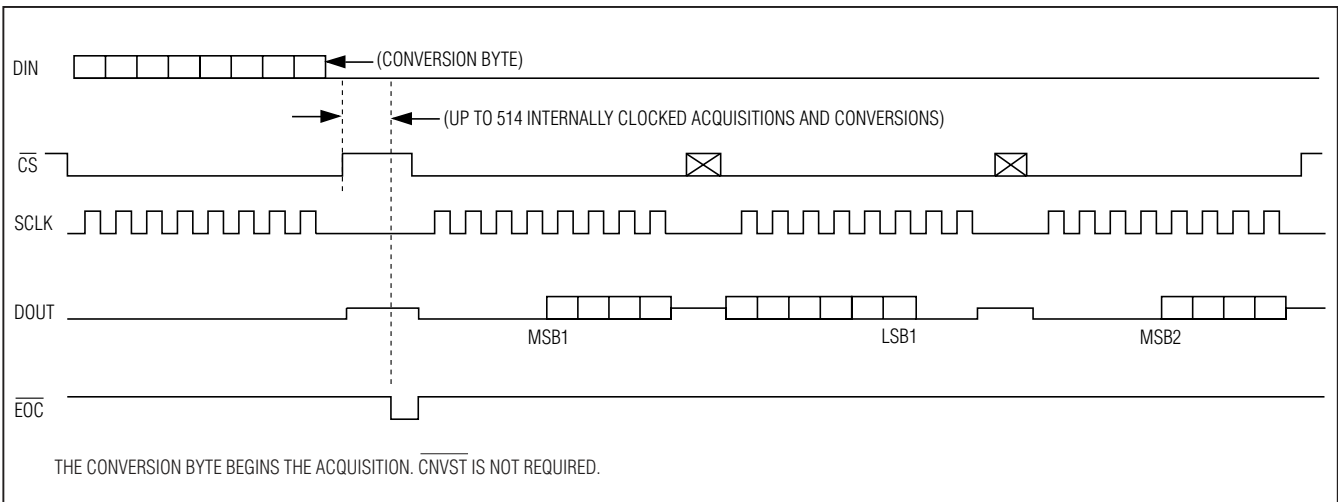 DIN
(CONVERSION BYTE)
(UP TO 514 INTERNALLY CLOCKED ACQUISITIONS AND CONVERSIONS)
CS
SCLK
DOUT
MSB1
LSB1
MSB2
EOC
THE CONVERSION BYTE BEGINS THE ACQUISITION. CNVST IS NOT REQUIRED.